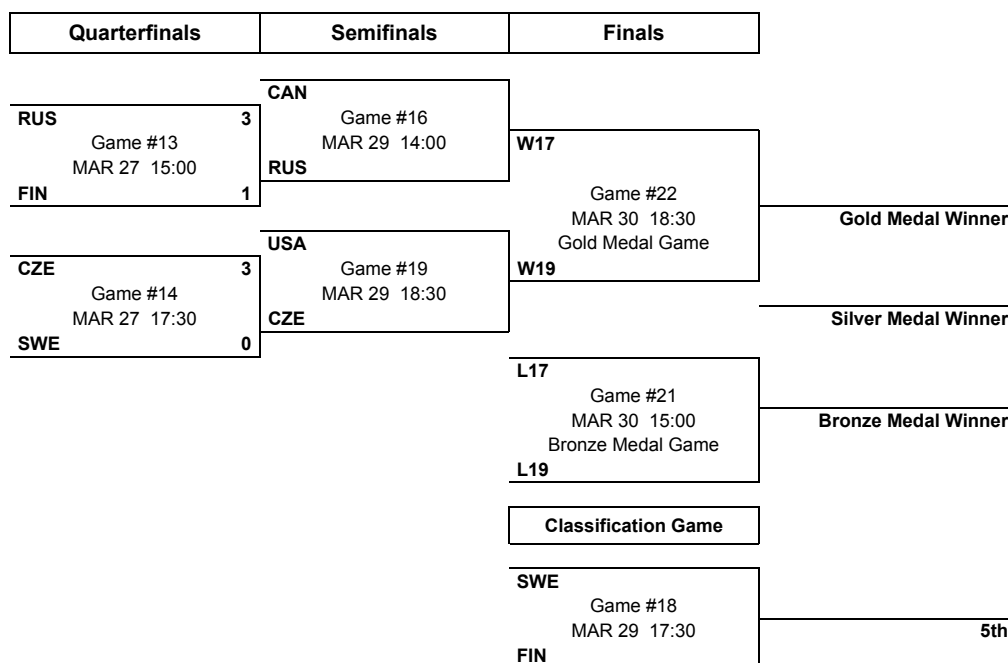 Quarterfinals Semifinals Finals
CAN
RUS 3
Game #16
Game #13
MAR 29 14:00
W17
MAR 27 15:00
RUS
FIN 1
Game #22
MAR 30 18:30
Gold Medal Winner
USA
Gold Medal Game
CZE 3
Game #19
W19
Game #14
MAR 29 18:30
MAR 27 17:30
CZE
Silver Medal Winner
SWE 0
L17
Game #21
MAR 30 15:00
Bronze Medal Winner
Bronze Medal Game
L19
Classification Game
SWE
Game #18
MAR 29 17:30
5th
FIN